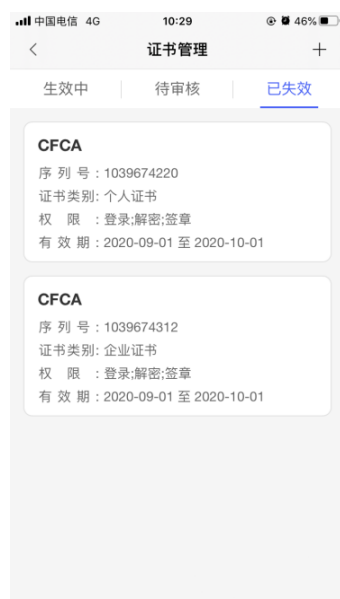 中国电信 4G 10:29 46%
证书管理
生效中 待审核 已失效
CFCA
序列号：1039674220
证书类别：个人证书
权 限：登录;解密;签章
有效期：2020-09-01 至 2020-10-01
CFCA
序列号：1039674312
证书类别：企业证书
权 限：登录;解密;签章
有效期：2020-09-01 至 2020-10-01